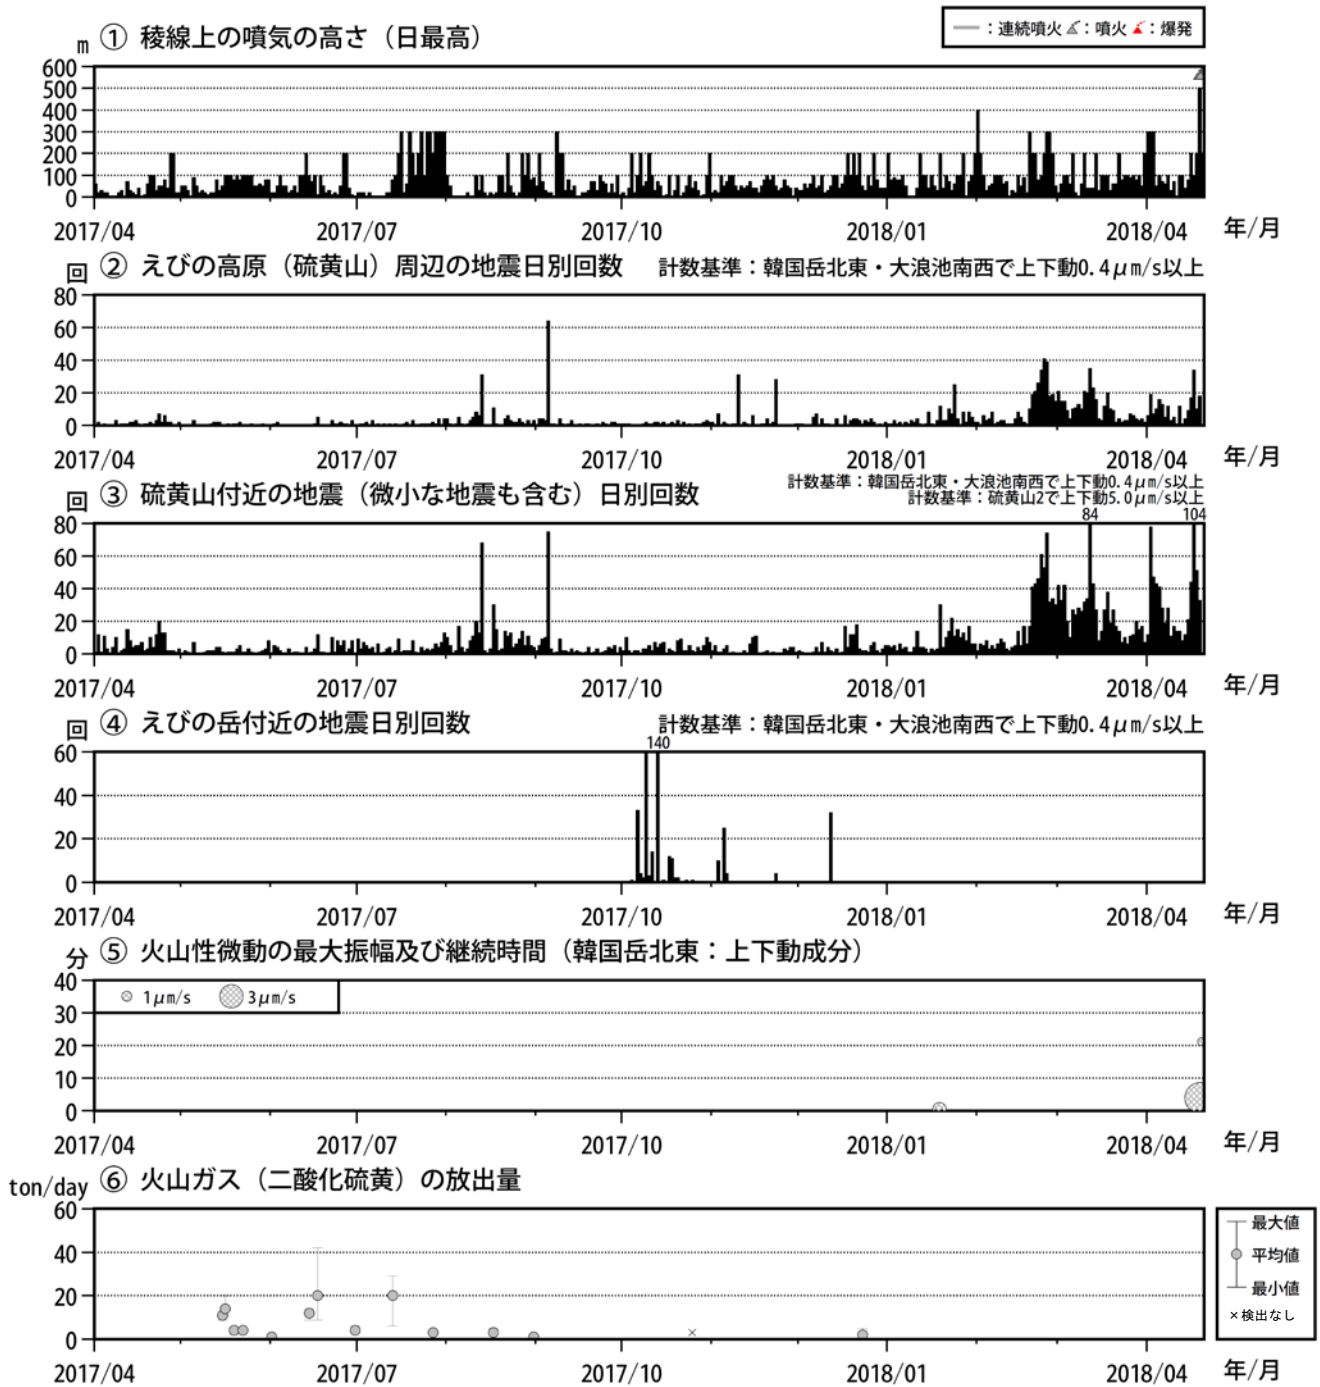 m ① 稜線上の噴気の高さ（日最高）
：連続噴火 ：噴火 ：爆発
600
500
400
300
200
100
0
2017/04 2017/07 2017/10 2018/01 2018/04 年/月
回 ② えびの高原（硫黄山）周辺の地震日別回数 計数基準：韓国岳北東・大浪池南西で上下動0.4μm/s以上
80
60
40
20
0
2017/04 2017/07 2017/10 2018/01 2018/04 年/月
計数基準：韓国岳北東・大浪池南西で上下動0.4μm/s以上
回 ③ 硫黄山付近の地震（微小な地震も含む）日別回数 計数基準：硫黄山2で上下動5.0μm/s以上
84 104
80
60
40
20
0
2017/04 2017/07 2017/10 2018/01 2018/04 年/月
回 ④ えびの岳付近の地震日別回数 計数基準：韓国岳北東・大浪池南西で上下動0.4μm/s以上
140
60
40
20
0
2017/04 2017/07 2017/10 2018/01 2018/04 年/月
分 ⑤ 火山性微動の最大振幅及び継続時間（韓国岳北東：上下動成分）
40
1μm/s 3μm/s
30
20
10
0
2017/04 2017/07 2017/10 2018/01 2018/04 年/月
ton/day ⑥ 火山ガス（二酸化硫黄）の放出量
60
40
20
0
最大値
平均値
最小値
×検出なし
2017/04 2017/07 2017/10 2018/01 2018/04 年/月